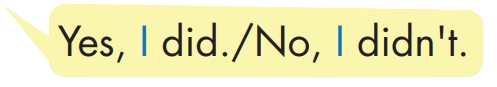 Yes, I did./No, I didn't.